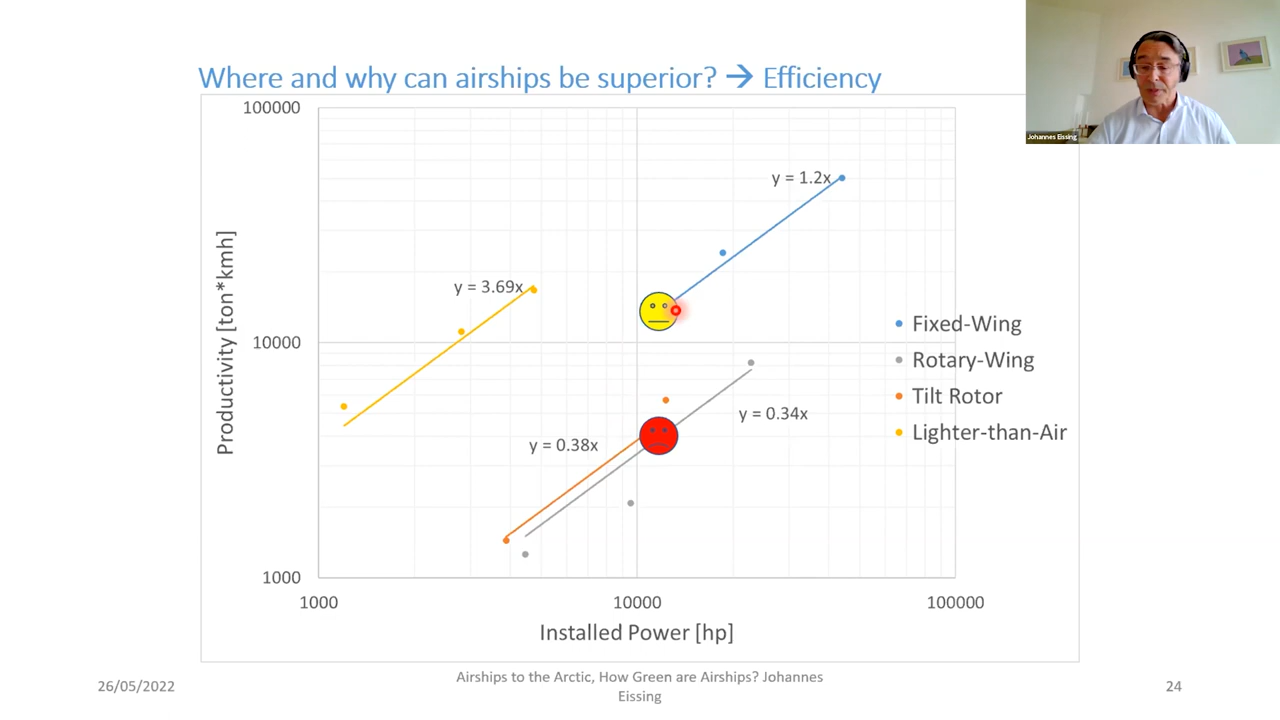 Where and why can airships be superior? → Efficiency
Johannes Eissing
100000
10000
1000
Productivity [ton*kmh]
y = 1.2x
y = 3.69x
y = 0.34x
y = 0.38x
Fixed-Wing
Rotary-Wing
Tilt Rotor
Lighter-than-Air
1000
10000
100000
Installed Power [hp]
26/05/2022
Airships to the Arctic, How Green are Airships? Johannes
Eissing
24